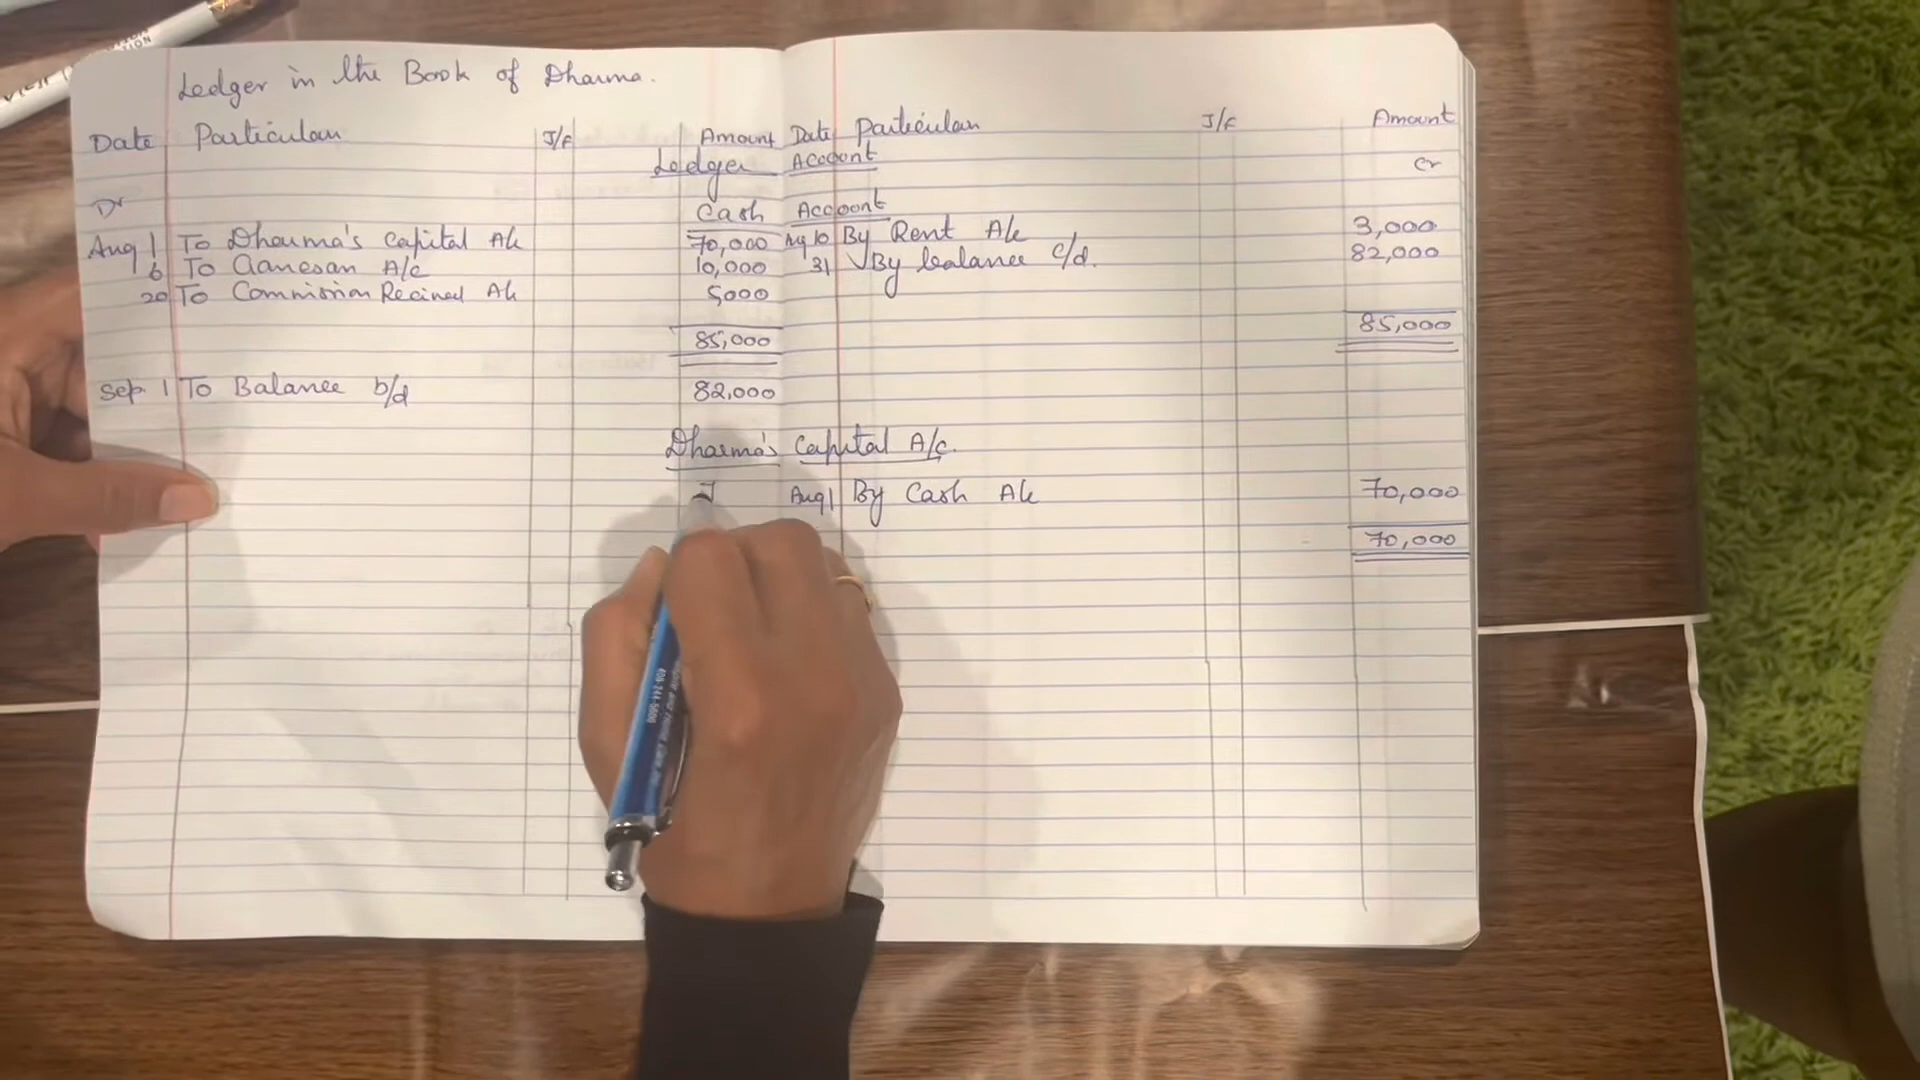 Ledger in the Book of Dharma.
Date Particulars J/F Amount Date Particulars J/F Amount
Ledger Account
Dr Cr
Cash Account
Aug 1 To Dharma's Capital A/c 70,000 Aug 10 By Rent A/c 3,000
6 To Ganesan A/c 10,000 31 By balance c/d. 82,000
20 To Commission Recived A/c 5000
85,000 85,000
Sep 1 To Balance b/d 82,000
Dharma's Capital A/c.
Aug 1 By Cash A/c 70,000
70,000